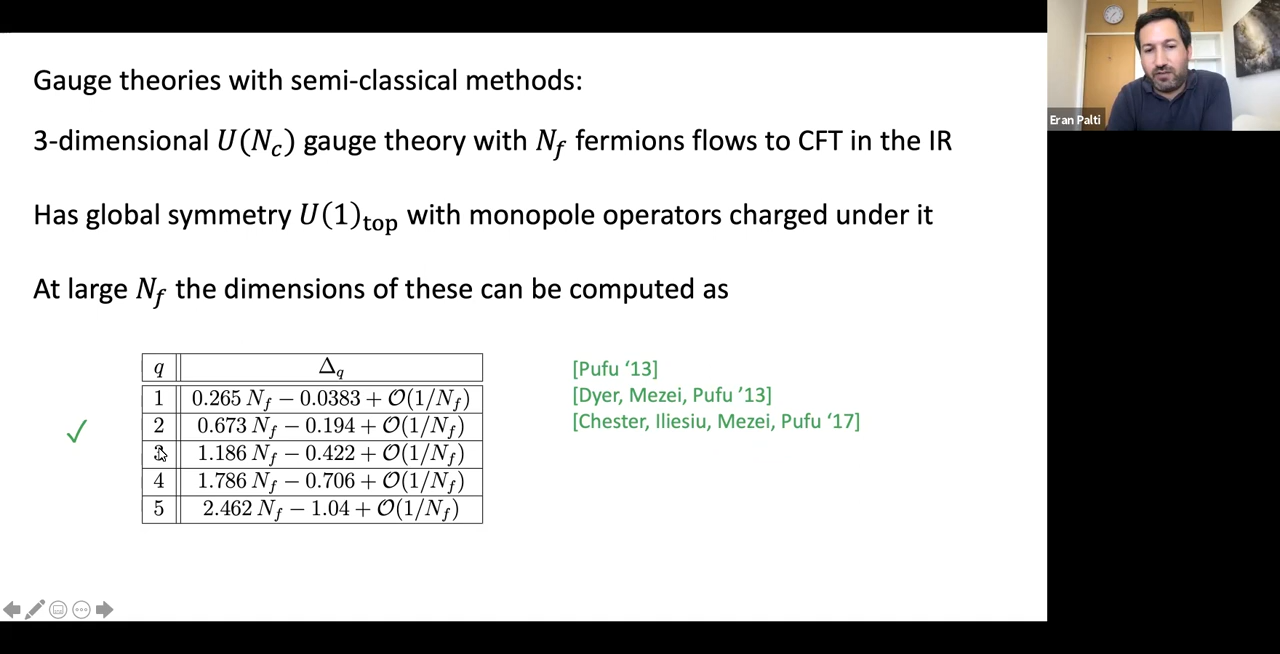 Gauge theories with semi-classical methods:
3-dimensional U(N_c) gauge theory with N_f fermions flows to CFT in the IR
Has global symmetry U(1)_top with monopole operators charged under it
At large N_f the dimensions of these can be computed as
q Δ_q
1 0.265 N_f − 0.0383 + O(1/N_f)
2 0.673 N_f − 0.194 + O(1/N_f)
1.186 N_f − 0.422 + O(1/N_f)
4 1.786 N_f − 0.706 + O(1/N_f)
5 2.462 N_f − 1.04 + O(1/N_f)
[Pufu ‘13]
[Dyer, Mezei, Pufu ’13]
[Chester, Iliesiu, Mezei, Pufu ‘17]
Eran Palti